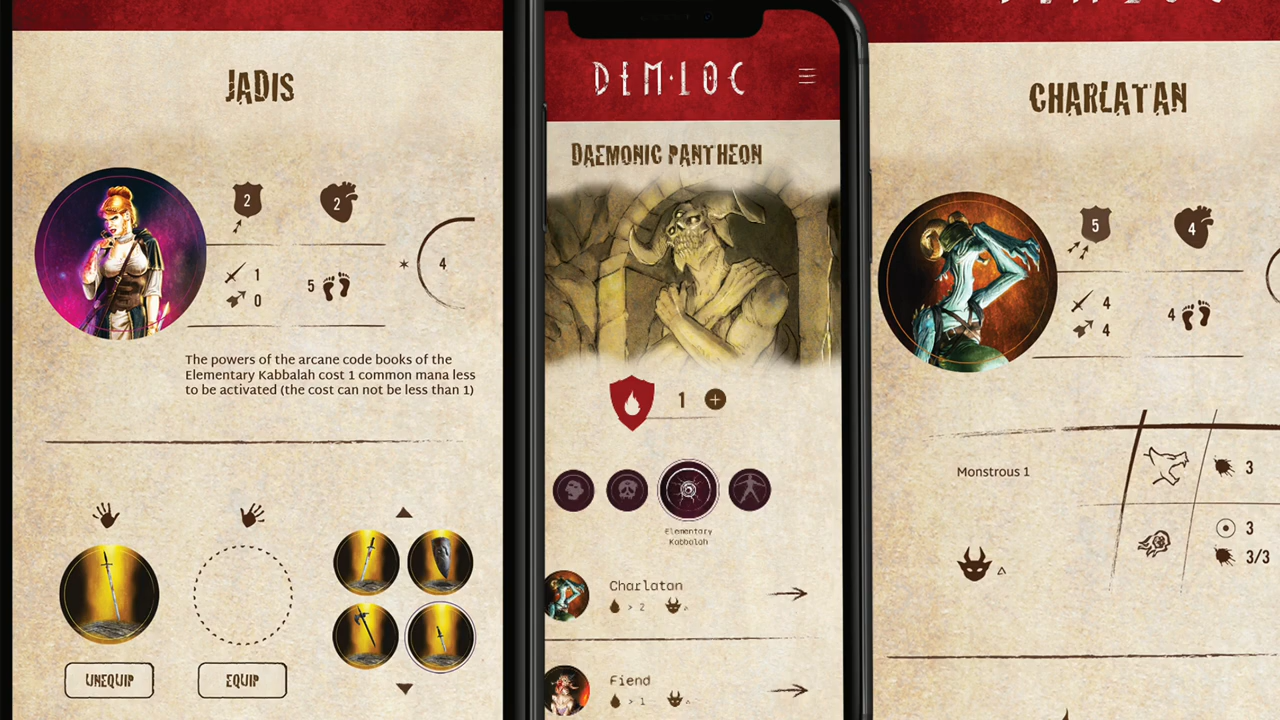 JADIS
2
2
1
0
5
4
The powers of the arcane code books of the
Elementary Kabbalah cost 1 common mana less
to be activated (the cost can not be less than 1)
UNEQUIP
EQUIP
DEM·LOC
DAEMONIC PANTHEON
1 +
Elementary
Kabbalah
Charlatan
> 2
Fiend
> 1
CHARLATAN
5
4
4
4
4
Monstrous 1
3
3
3/3